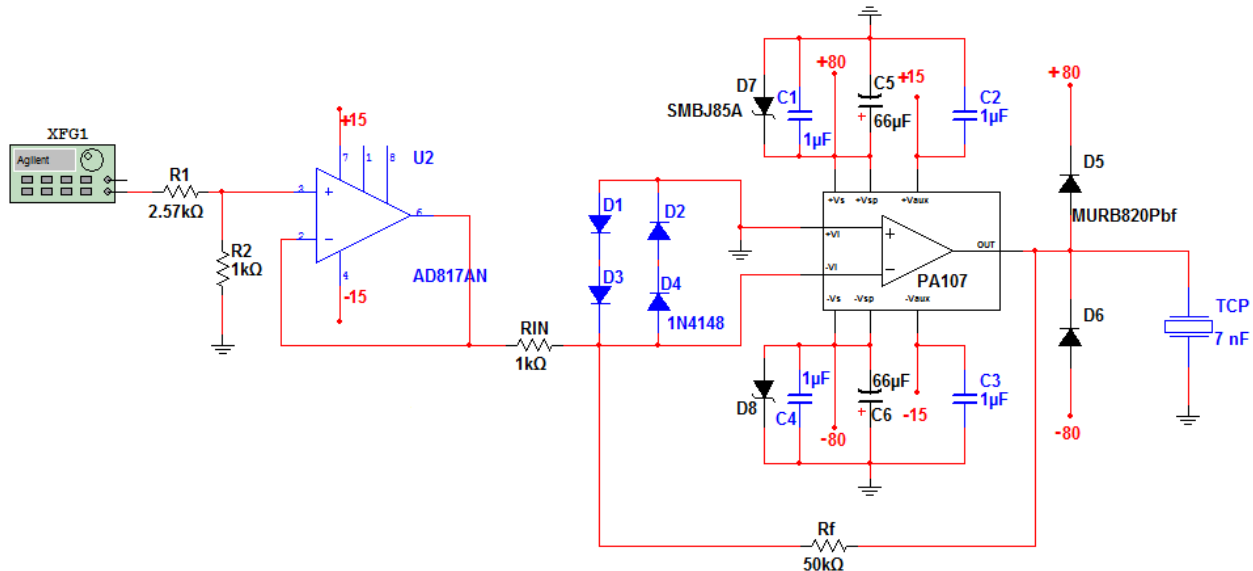 XFG1
Agilent
R1
2.57kΩ
R2
1kΩ
+15
7
1
8
U2
3
2
6
4
AD817AN
-15
RIN
1kΩ
D1
D2
D3
D4
1N4148
D7
SMBJ85A
C1
1µF
+80
C5
66µF
+15
C2
1µF
+Vs
+Vsp
+Vaux
+VI
-VI
OUT
PA107
-Vs
-Vsp
-Vaux
D8
1µF
C4
-80
66µF
C6
-15
C3
1µF
+80
D5
MURB820Pbf
D6
-80
TCP
7 nF
Rf
50kΩ